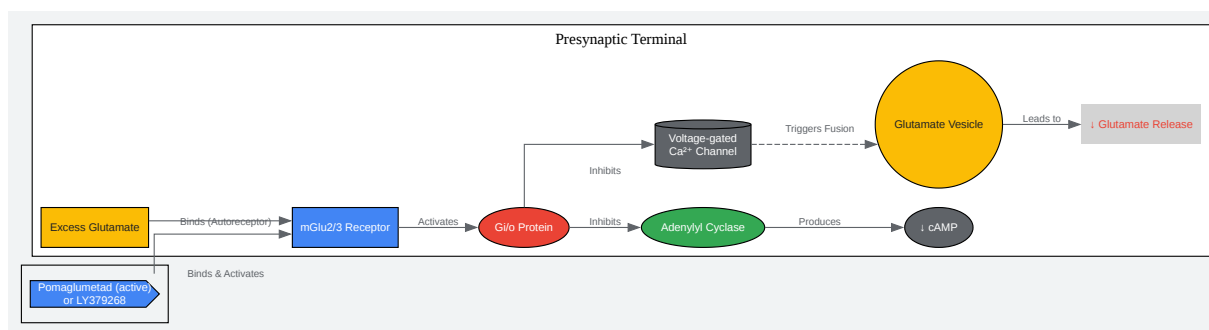 Presynaptic Terminal
Voltage-gated
Ca²⁺ Channel
Triggers Fusion
Glutamate Vesicle
Leads to
↓ Glutamate Release
Inhibits
Excess Glutamate
Binds (Autoreceptor)
mGlu2/3 Receptor
Activates
Gi/o Protein
Inhibits
Adenylyl Cyclase
Produces
↓ cAMP
Binds & Activates
Pomaglumetad (active)
or LY379268